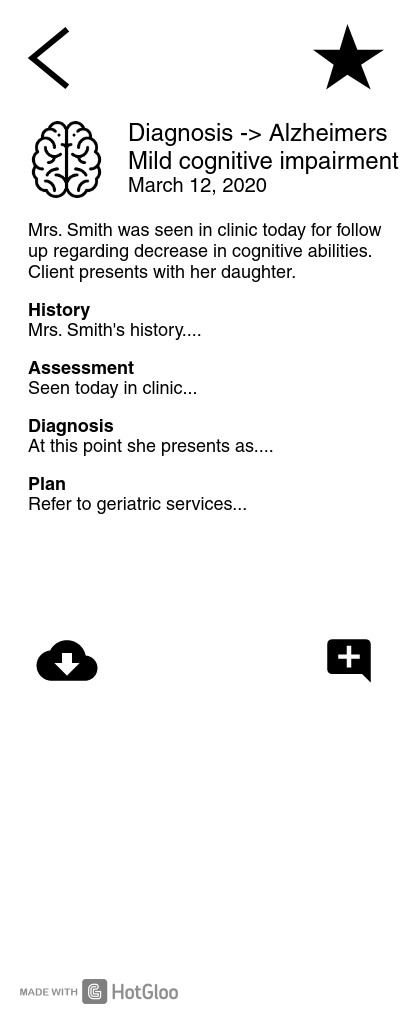 Diagnosis -> Alzheimers
Mild cognitive impairment
March 12, 2020
Mrs. Smith was seen in clinic today for follow
up regarding decrease in cognitive abilities.
Client presents with her daughter.
History
Mrs. Smith's history....
Assessment
Seen today in clinic...
Diagnosis
At this point she presents as....
Plan
Refer to geriatric services...
MADE WITH HotGloo